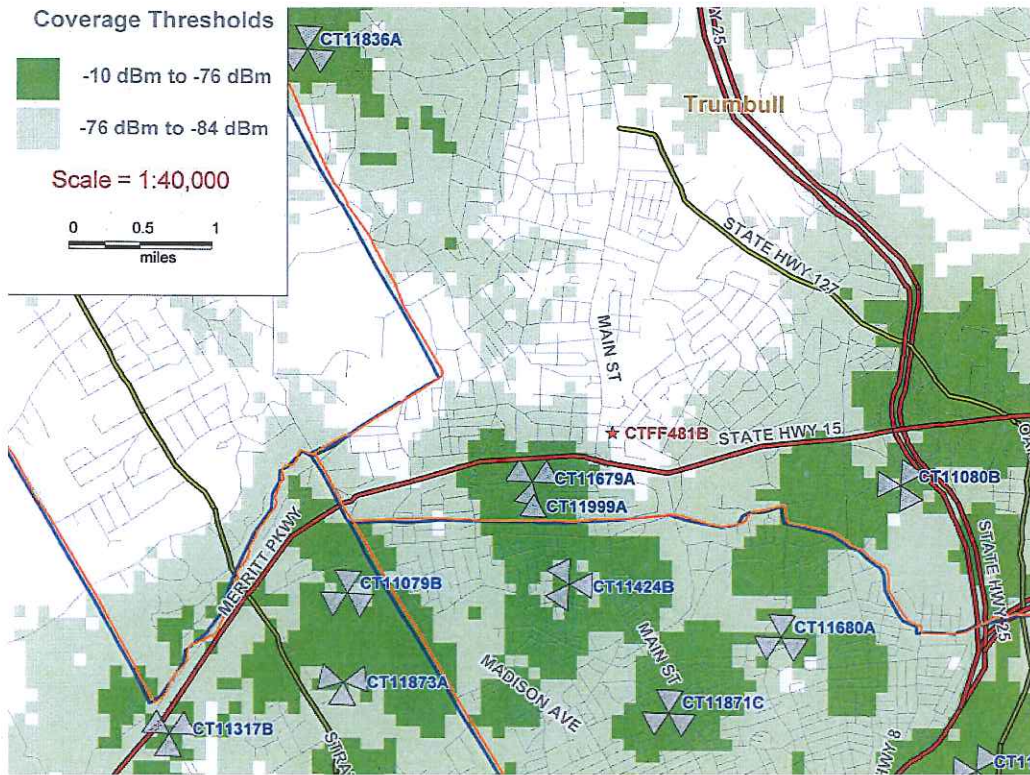 Coverage Thresholds
-10 dBm to -76 dBm
-76 dBm to -84 dBm
Scale = 1:40,000
0 0.5 1
miles
CT11836A
Trumbull
STATE HWY 127
MAIN ST
CTFF481B
STATE HWY 15
CT11679A
CT11999A
CT11080B
MERRITT PKWY
CT11079B
CT11424B
STATE HWY 25
CT11680A
MAIN ST
MADISON AVE
CT11873A
CT11871C
CT11317B